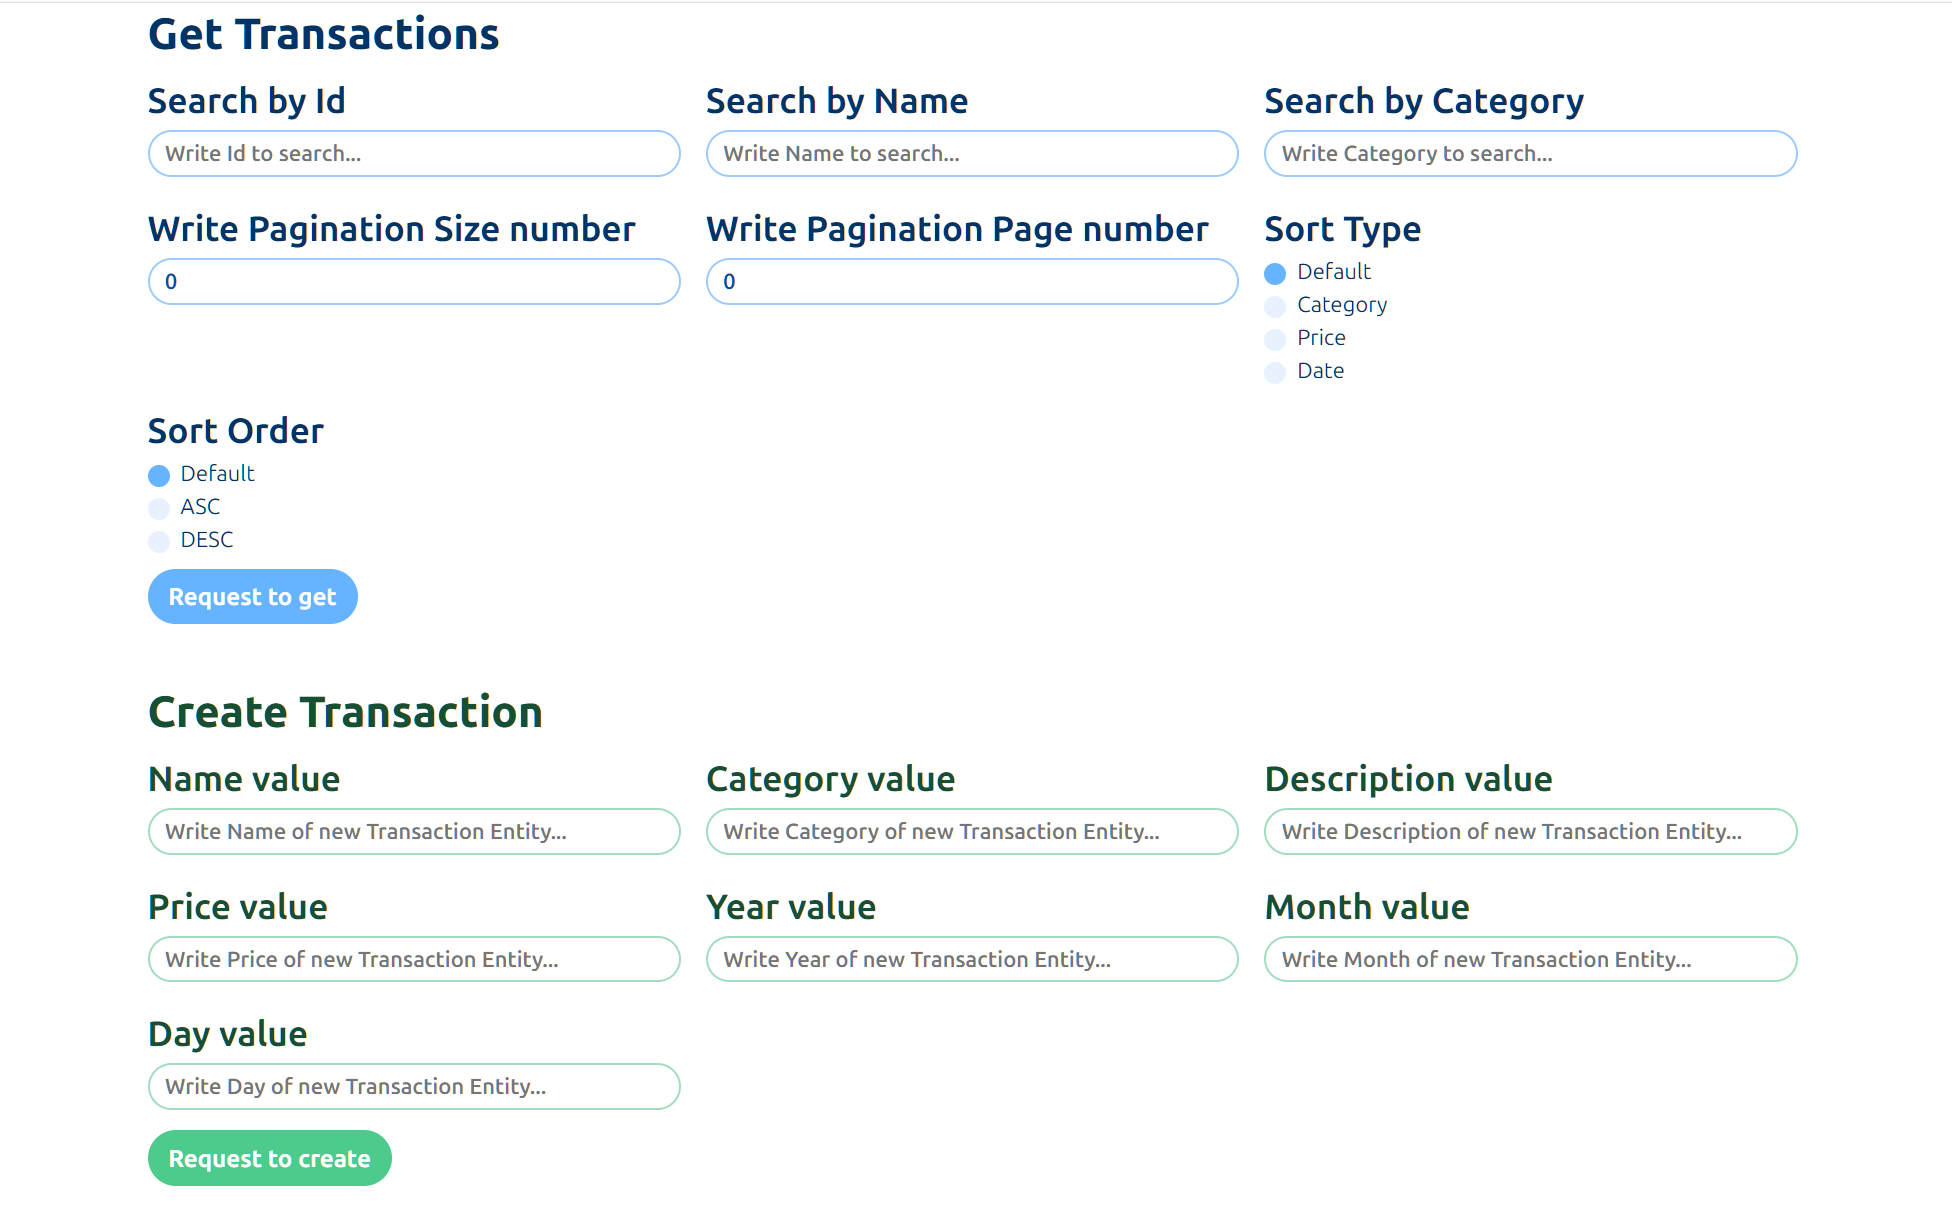 Get Transactions
Search by Id
Search by Name
Search by Category
Write Id to search...
Write Name to search...
Write Category to search...
Write Pagination Size number
Write Pagination Page number
Sort Type
0
0
Default
Category
Price
Date
Sort Order
Default
ASC
DESC
Request to get
Create Transaction
Name value
Category value
Description value
Write Name of new Transaction Entity...
Write Category of new Transaction Entity...
Write Description of new Transaction Entity...
Price value
Year value
Month value
Write Price of new Transaction Entity...
Write Year of new Transaction Entity...
Write Month of new Transaction Entity...
Day value
Write Day of new Transaction Entity...
Request to create